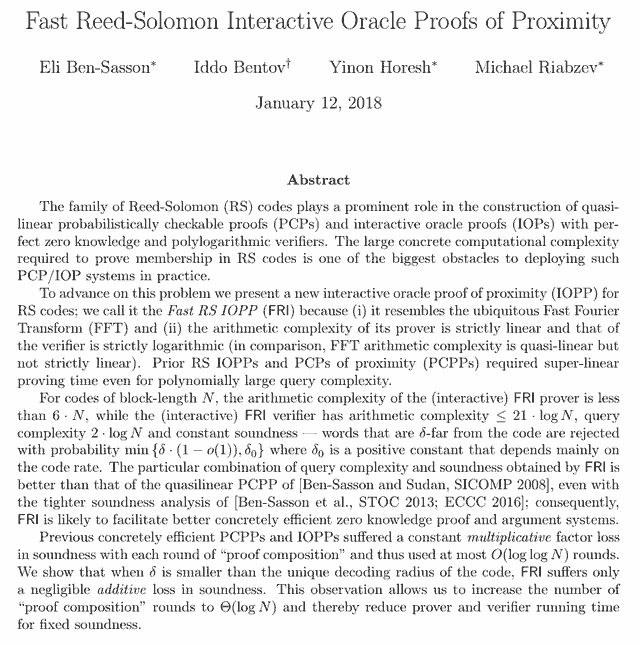 Fast Reed-Solomon Interactive Oracle Proofs of Proximity
Eli Ben-Sasson* Iddo Bentov† Yinon Horesh* Michael Riabzev*
January 12, 2018
Abstract
The family of Reed-Solomon (RS) codes plays a prominent role in the construction of quasi-
linear probabilistically checkable proofs (PCPs) and interactive oracle proofs (IOPs) with per-
fect zero knowledge and polylogarithmic verifiers. The large concrete computational complexity
required to prove membership in RS codes is one of the biggest obstacles to deploying such
PCP/IOP systems in practice.
To advance on this problem we present a new interactive oracle proof of proximity (IOPP) for
RS codes; we call it the Fast RS IOPP (FRI) because (i) it resembles the ubiquitous Fast Fourier
Transform (FFT) and (ii) the arithmetic complexity of its prover is strictly linear and that of
the verifier is strictly logarithmic (in comparison, FFT arithmetic complexity is quasi-linear but
not strictly linear). Prior RS IOPPs and PCPs of proximity (PCPPs) required super-linear
proving time even for polynomially large query complexity.
For codes of block-length N, the arithmetic complexity of the (interactive) FRI prover is less
than 6 · N, while the (interactive) FRI verifier has arithmetic complexity ≤ 21 · log N, query
complexity 2 · log N and constant soundness — words that are δ-far from the code are rejected
with probability min {δ · (1 − o(1)), δ₀} where δ₀ is a positive constant that depends mainly on
the code rate. The particular combination of query complexity and soundness obtained by FRI is
better than that of the quasilinear PCPP of [Ben-Sasson and Sudan, SICOMP 2008], even with
the tighter soundness analysis of [Ben-Sasson et al., STOC 2013; ECCC 2016]; consequently,
FRI is likely to facilitate better concretely efficient zero knowledge proof and argument systems.
Previous concretely efficient PCPPs and IOPPs suffered a constant multiplicative factor loss
in soundness with each round of “proof composition” and thus used at most O(log log N) rounds.
We show that when δ is smaller than the unique decoding radius of the code, FRI suffers only
a negligible additive loss in soundness. This observation allows us to increase the number of
“proof composition” rounds to Θ(log N) and thereby reduce prover and verifier running time
for fixed soundness.